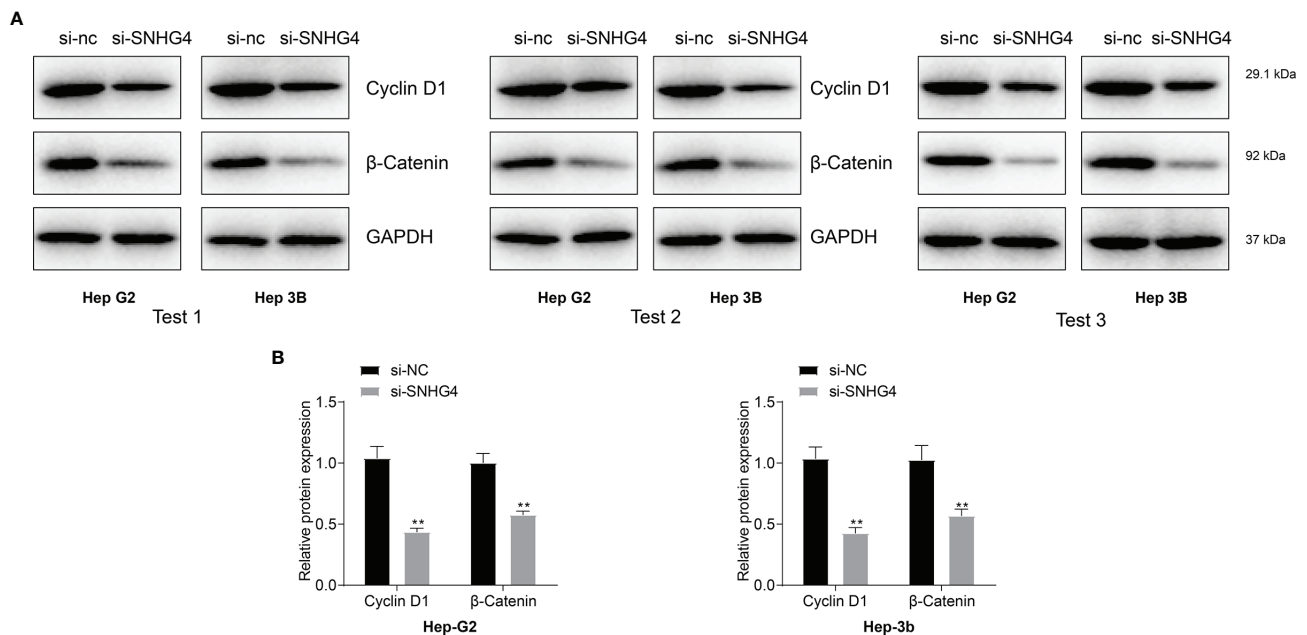 A
si-nc si-SNHG4 si-nc si-SNHG4 si-nc si-SNHG4 si-nc si-SNHG4 si-nc si-SNHG4 si-nc si-SNHG4
Cyclin D1 Cyclin D1 29.1 kDa
β-Catenin β-Catenin 92 kDa
GAPDH GAPDH 37 kDa
Hep G2 Hep 3B Hep G2 Hep 3B Hep G2 Hep 3B
Test 1 Test 2 Test 3
B
si-NC
si-SNHG4
Relative protein expression
1.5
1.0
0.5
0.0
**
**
Cyclin D1 β-Catenin
Hep-G2
si-NC
si-SNHG4
Relative protein expression
1.5
1.0
0.5
0.0
**
**
Cyclin D1 β-Catenin
Hep-3b